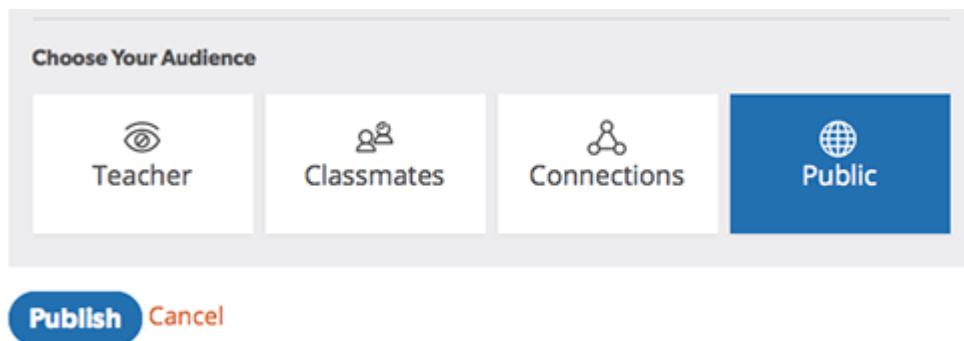 Choose Your Audience
Teacher Classmates Connections Public
Publish Cancel